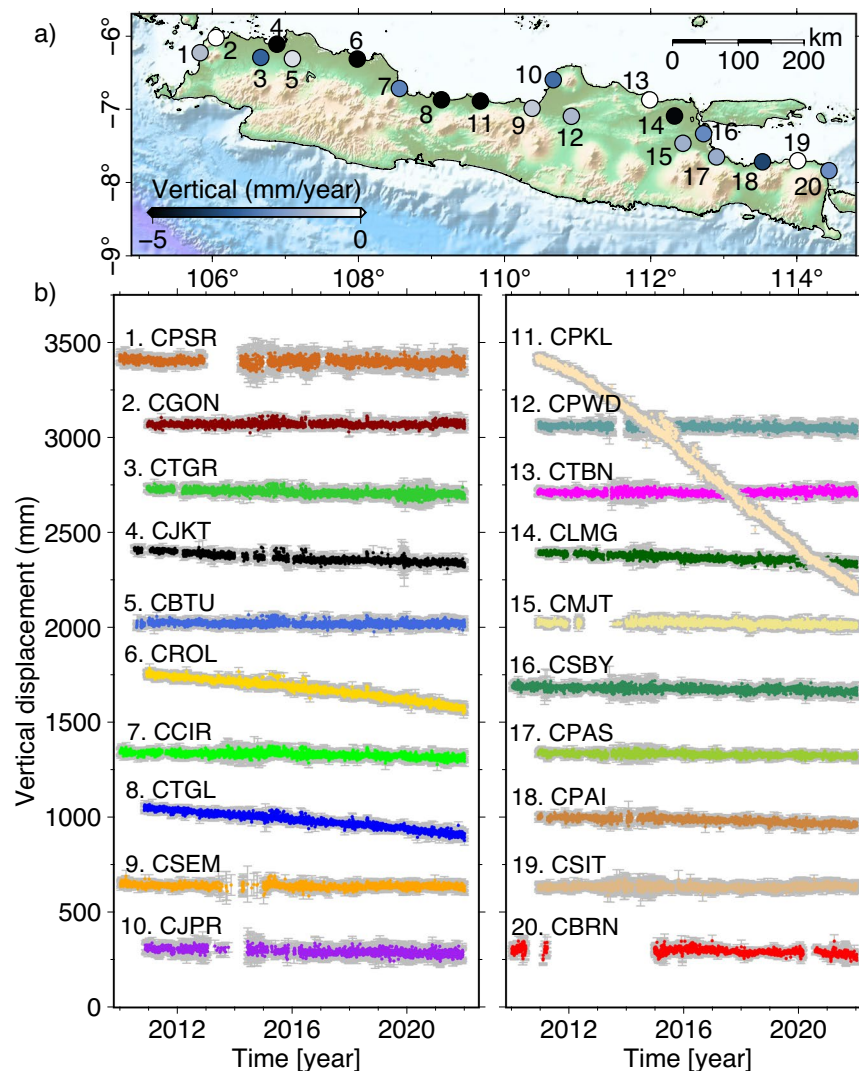 a)
−6°
−7°
−8°
−9°
1
2
3
4
5
6
7
8
11
9
10
12
13
14
15
16
17
18
19
20
km
0 100 200
Vertical (mm/year)
−5 0
106° 108° 110° 112° 114°
b)
Vertical displacement (mm)
3500
3000
2500
2000
1500
1000
500
0
1. CPSR
2. CGON
3. CTGR
4. CJKT
5. CBTU
6. CROL
7. CCIR
8. CTGL
9. CSEM
10. CJPR
2012 2016 2020
Time [year]
11. CPKL
12. CPWD
13. CTBN
14. CLMG
15. CMJT
16. CSBY
17. CPAS
18. CPAI
19. CSIT
20. CBRN
2012 2016 2020
Time [year]